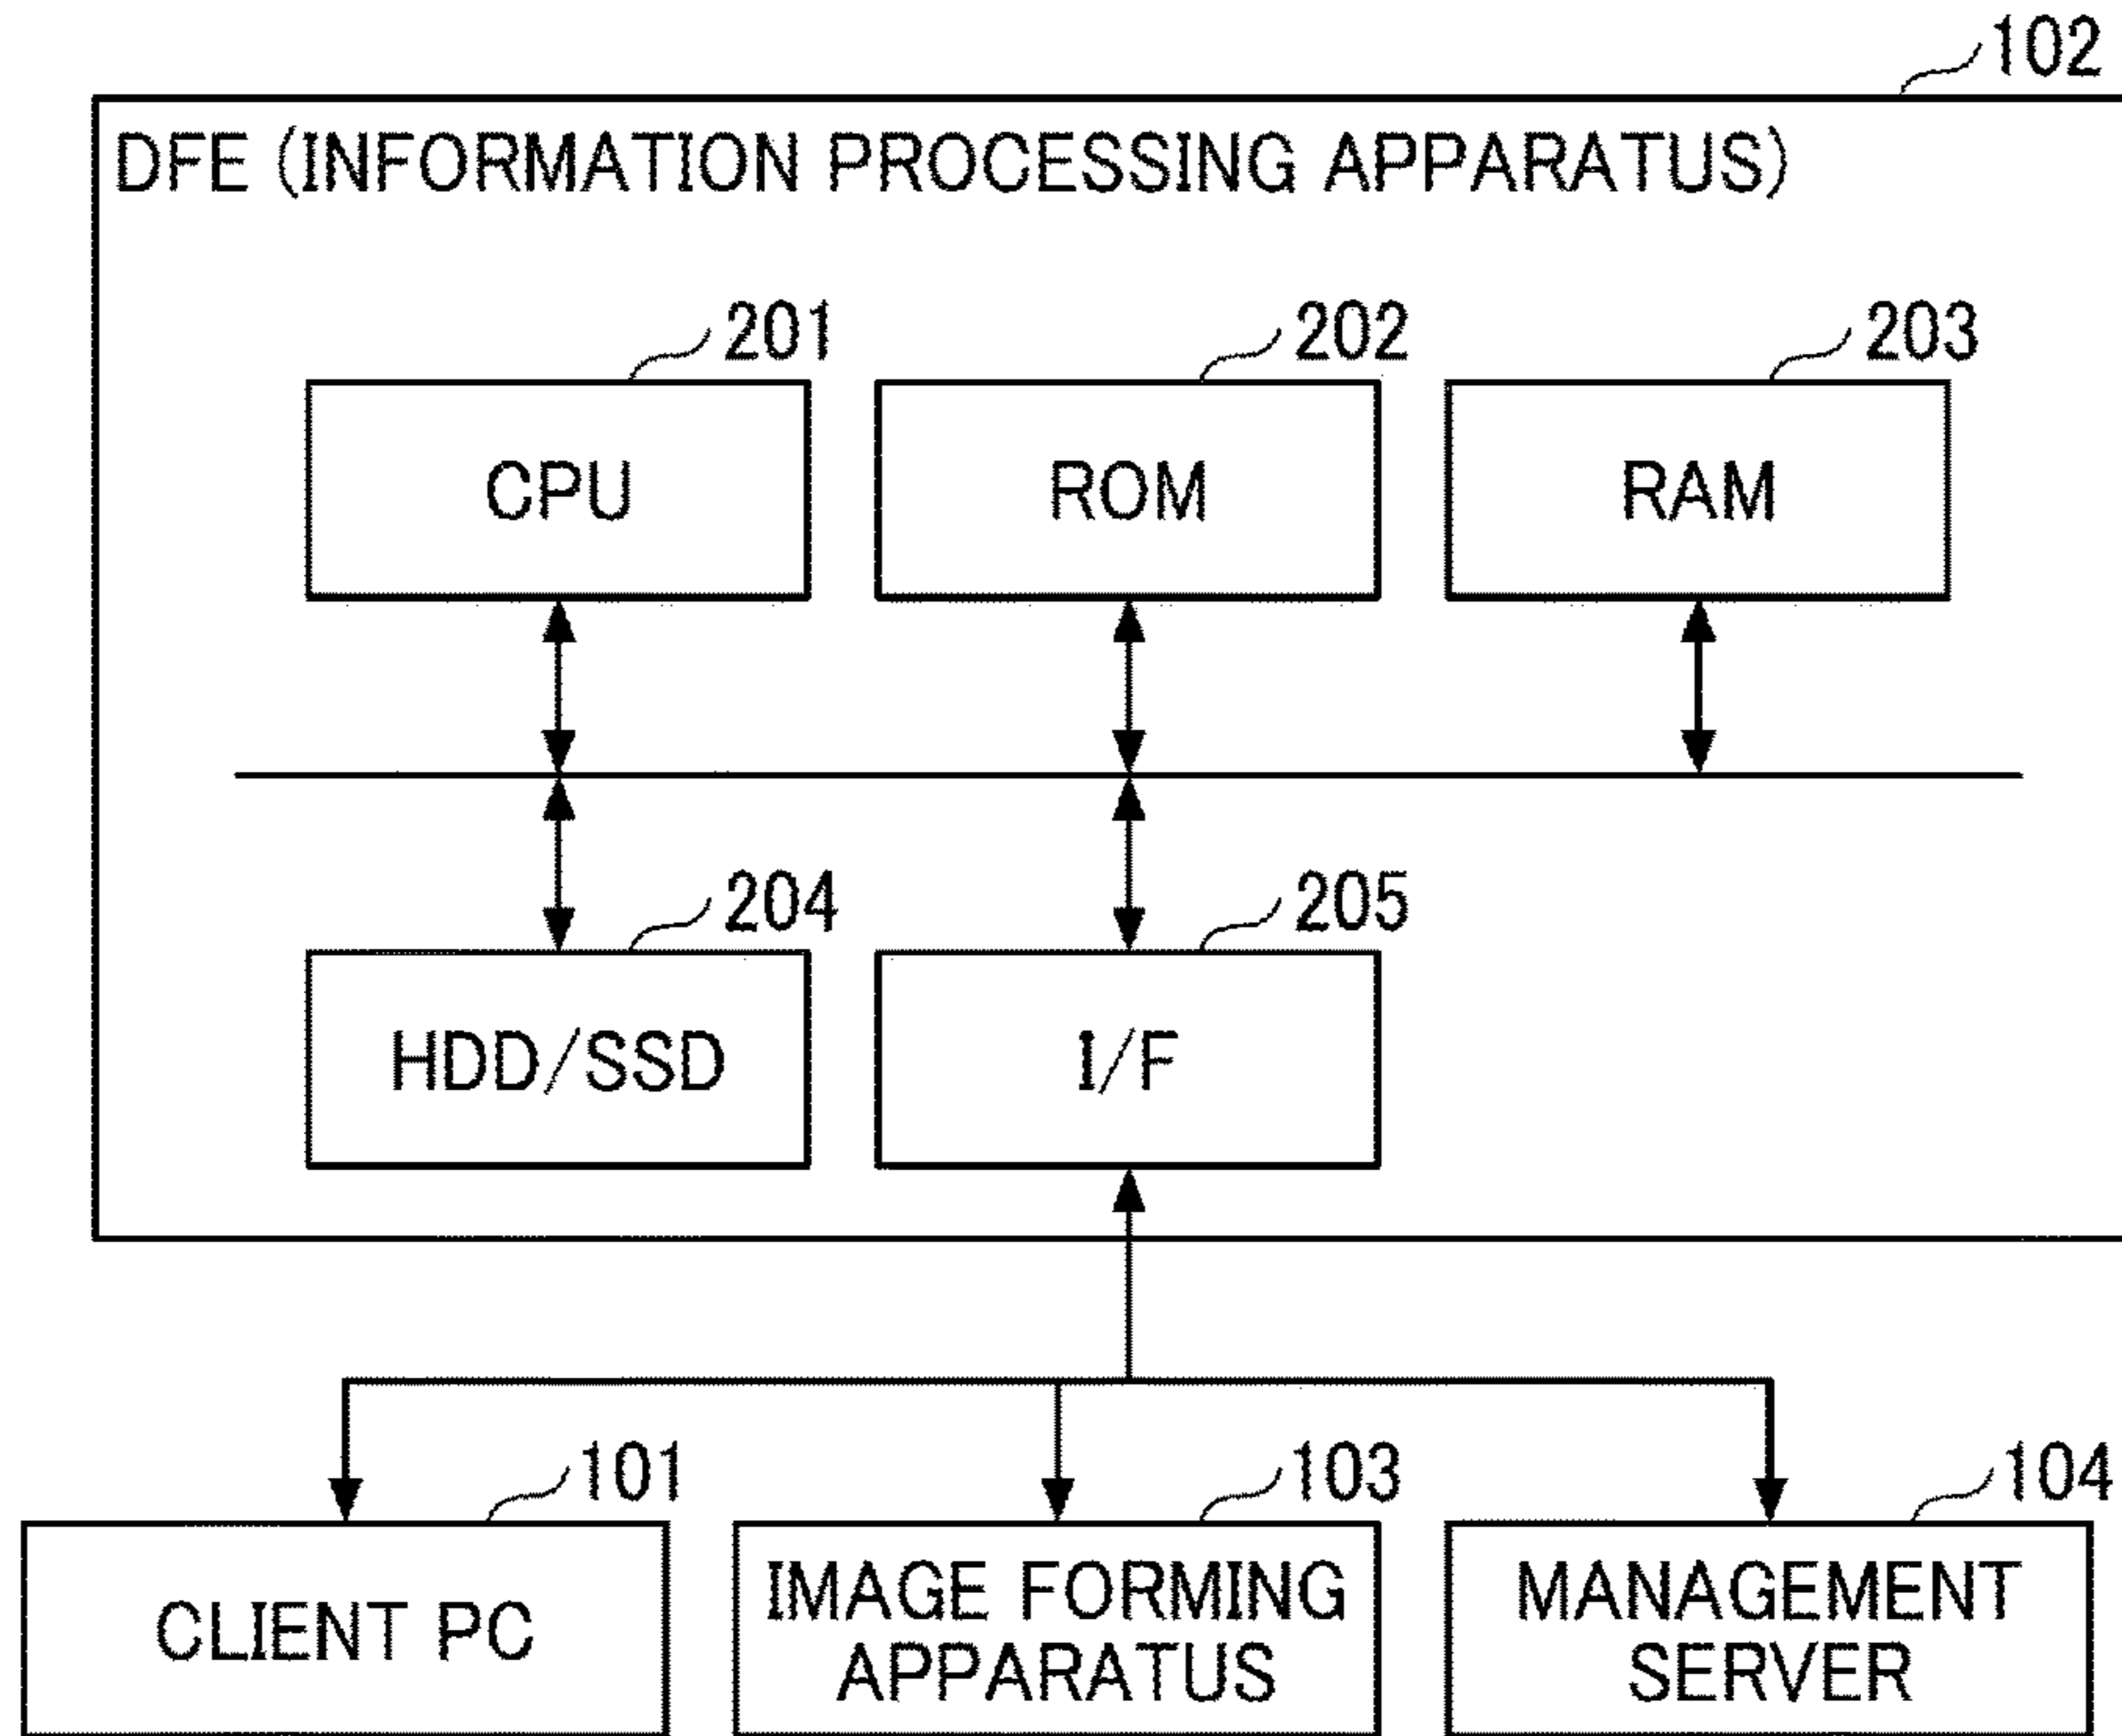 102
DFE (INFORMATION PROCESSING APPARATUS)
201
202
203
CPU
ROM
RAM
204
205
HDD/SSD
I/F
101
103
104
CLIENT PC
IMAGE FORMING
APPARATUS
MANAGEMENT
SERVER